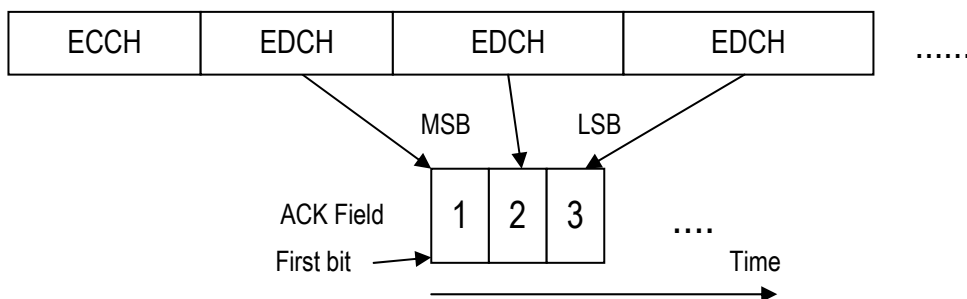 ECCH EDCH EDCH EDCH ......
MSB LSB
ACK Field 1 2 3 ....
First bit Time